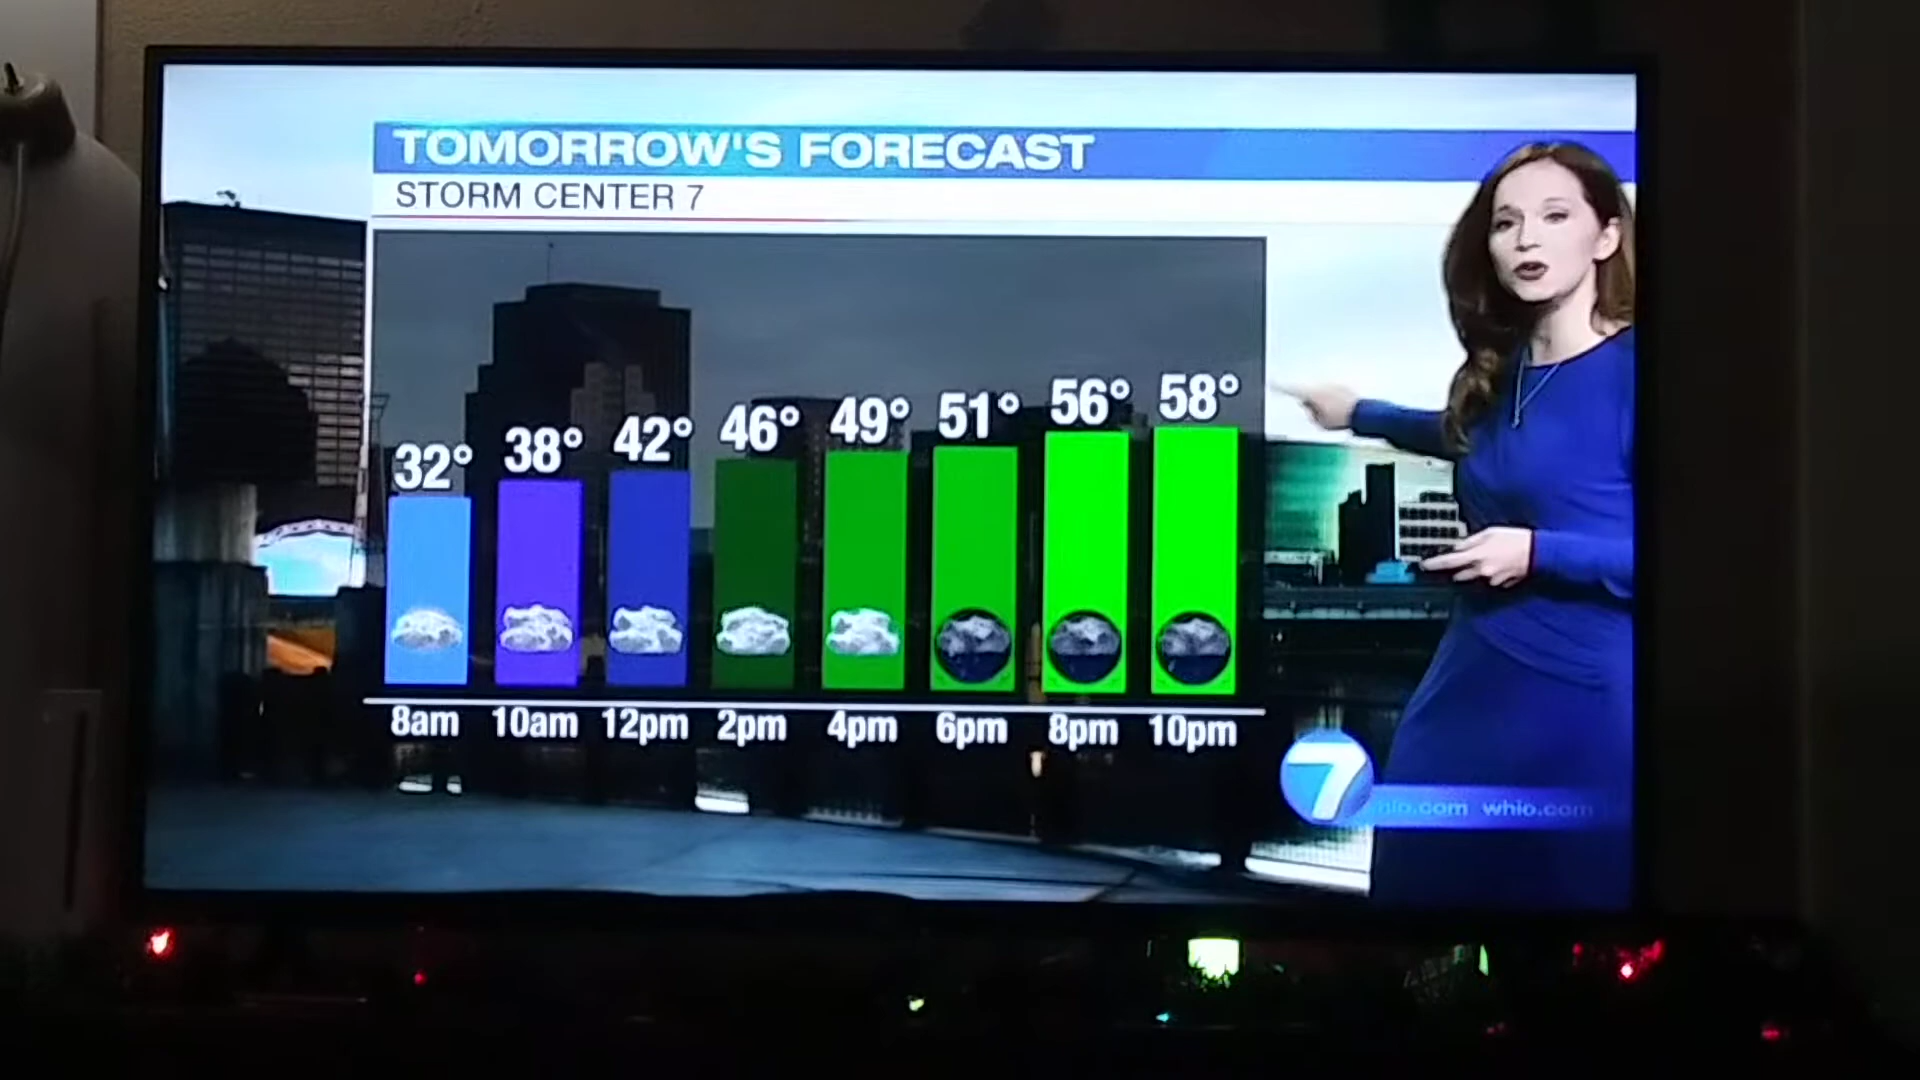 TOMORROW'S FORECAST
STORM CENTER 7
32° 38° 42° 46° 49° 51° 56° 58°
8am 10am 12pm 2pm 4pm 6pm 8pm 10pm
7
whio.com